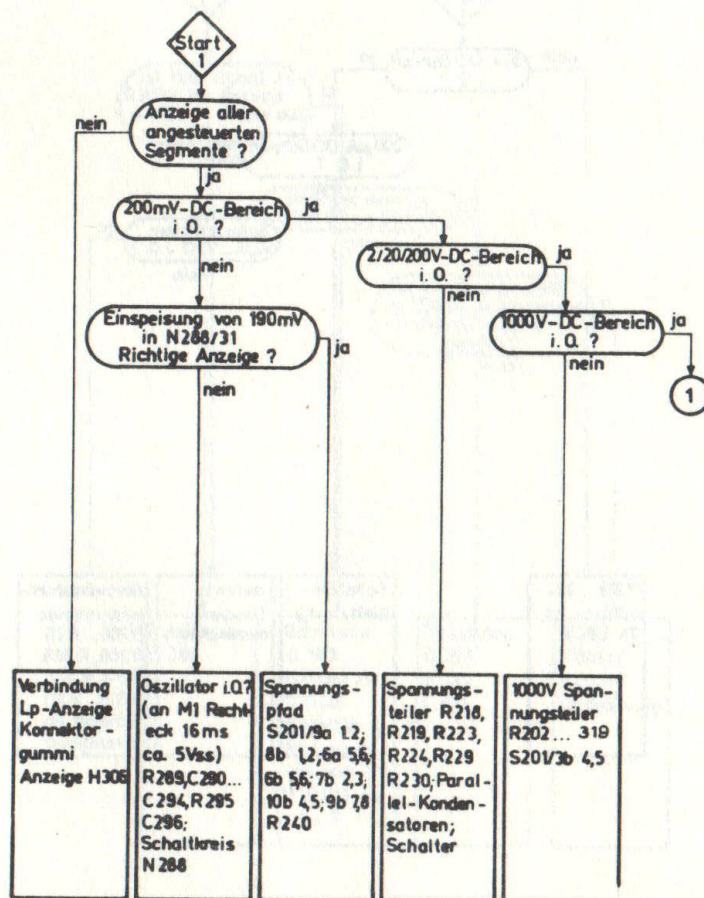 Start
1
Anzeige aller
angesteuerten
Segmente ?
nein
ja
200mV-DC-Bereich
i.O. ?
ja
nein
2/20/200V-DC-Bereich
i.O. ?
ja
nein
Einspeisung von 190mV
in N288/31
Richtige Anzeige ?
ja
nein
1000V-DC-Bereich
i.O. ?
ja
nein
1
Verbindung
Lp-Anzeige
Konnektor-
gummi
Anzeige H305
Oszillator i.O?
(an M1 Recht-
eck 16ms
ca. 5Vss)
R289,C290...
C294,R295
C296;
Schaltkreis
N288
Spannungs-
pfad
S201/9a 1.2;
8b 1,2;6a 5,6;
6b 5,6;7b 2,3;
10b 4,5;9b 7,8
R240
Spannungs-
teiler R218,
R219,R223,
R224,R229
R230;Paral-
lel-Konden-
satoren;
Schalter
1000V Span-
nungsteiler
R202... 319
S201/3b 4,5